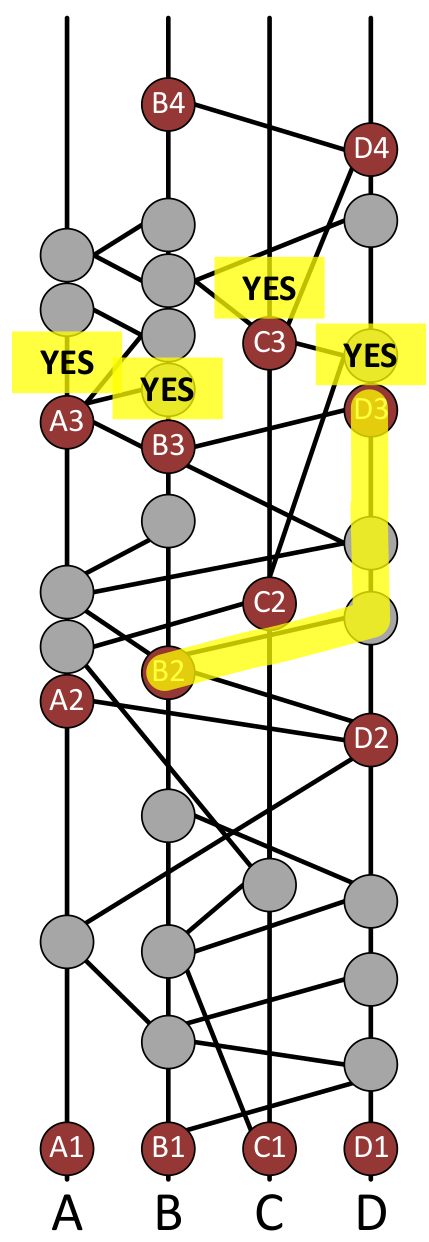 B4
D4
YES
C3
YES
YES
YES
D3
A3
B3
C2
B2
A2
D2
A1 B1 C1 D1
A B C D